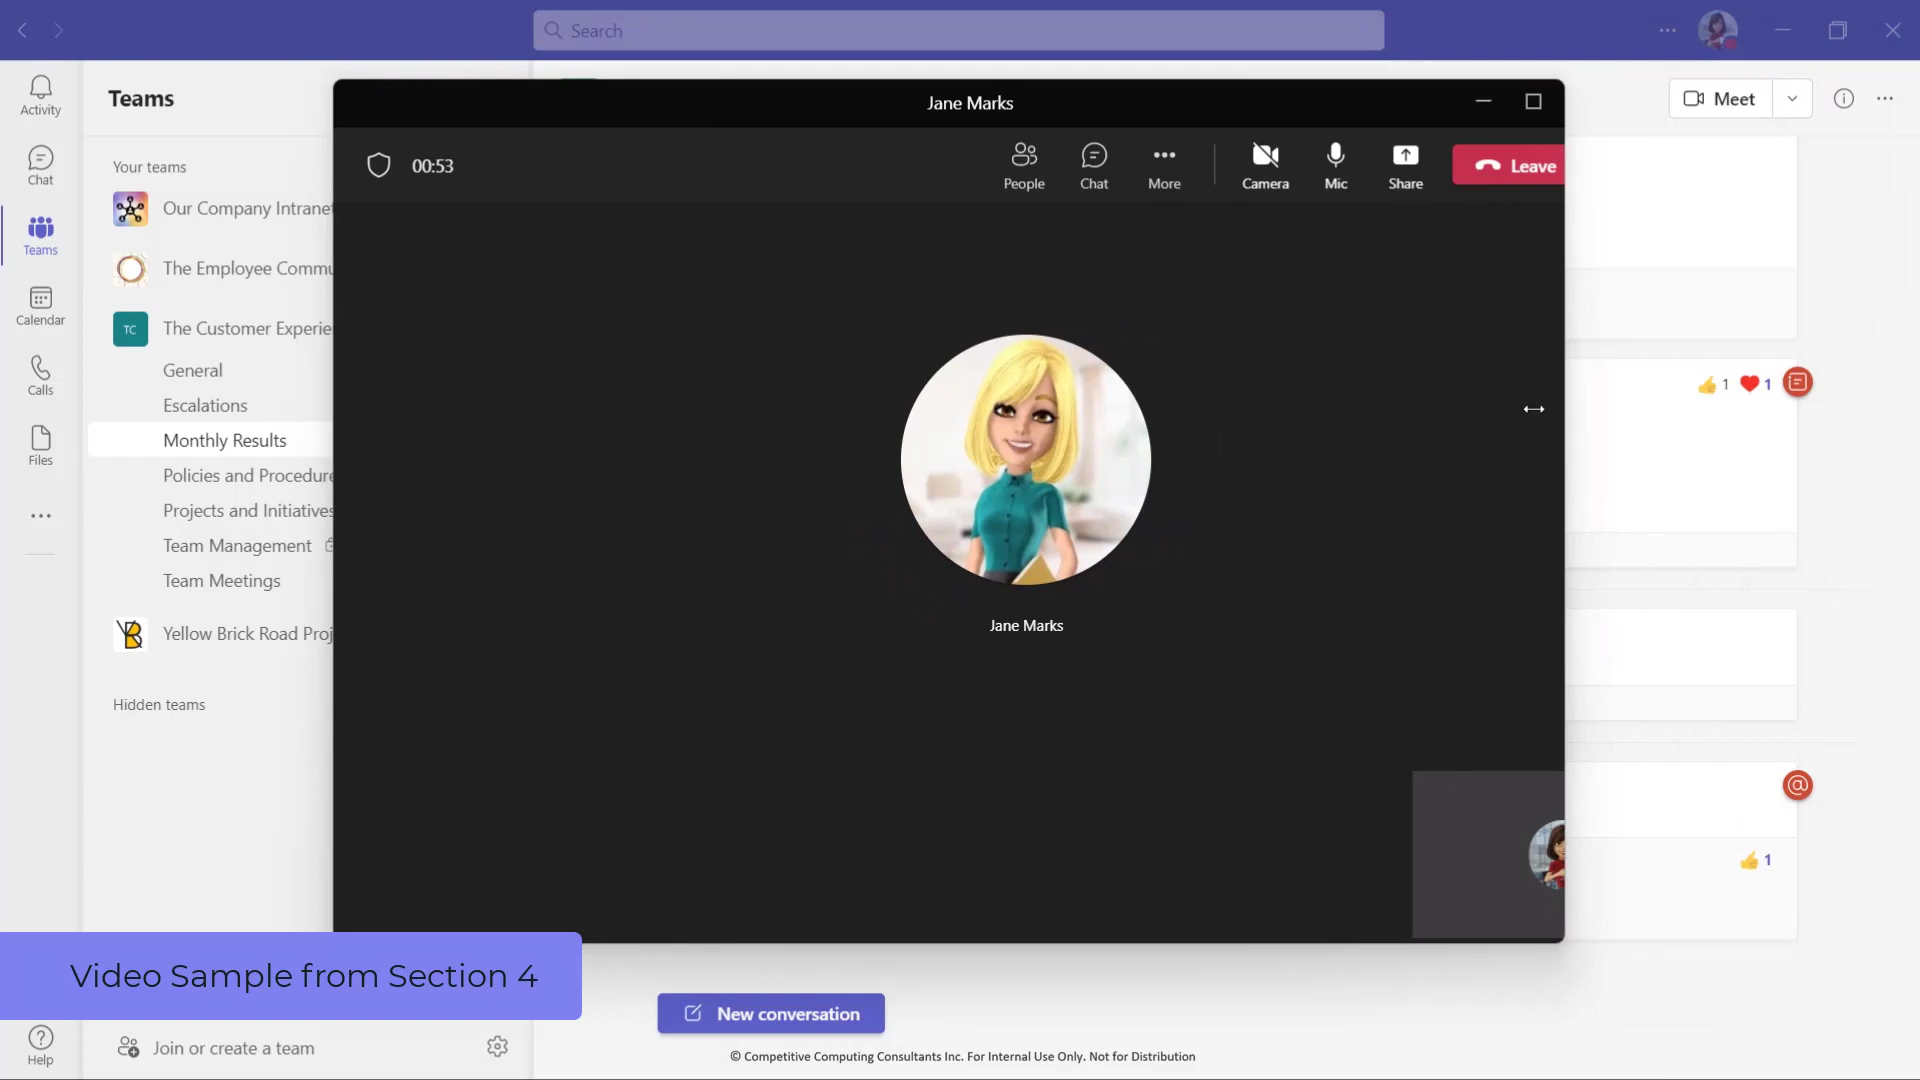 Search
Activity
Chat
Teams
Calendar
Calls
Files
Help
Teams
Your teams
Our Company Intranet
The Employee Commu
TC
The Customer Experie
General
Escalations
Monthly Results
Policies and Procedure
Projects and Initiatives
Team Management
Team Meetings
YB
Yellow Brick Road Proj
Hidden teams
Join or create a team
Jane Marks
00:53
People
Chat
More
Camera
Mic
Share
Leave
Jane Marks
Meet
1
1
@
1
New conversation
© Competitive Computing Consultants Inc. For Internal Use Only. Not for Distribution
Video Sample from Section 4